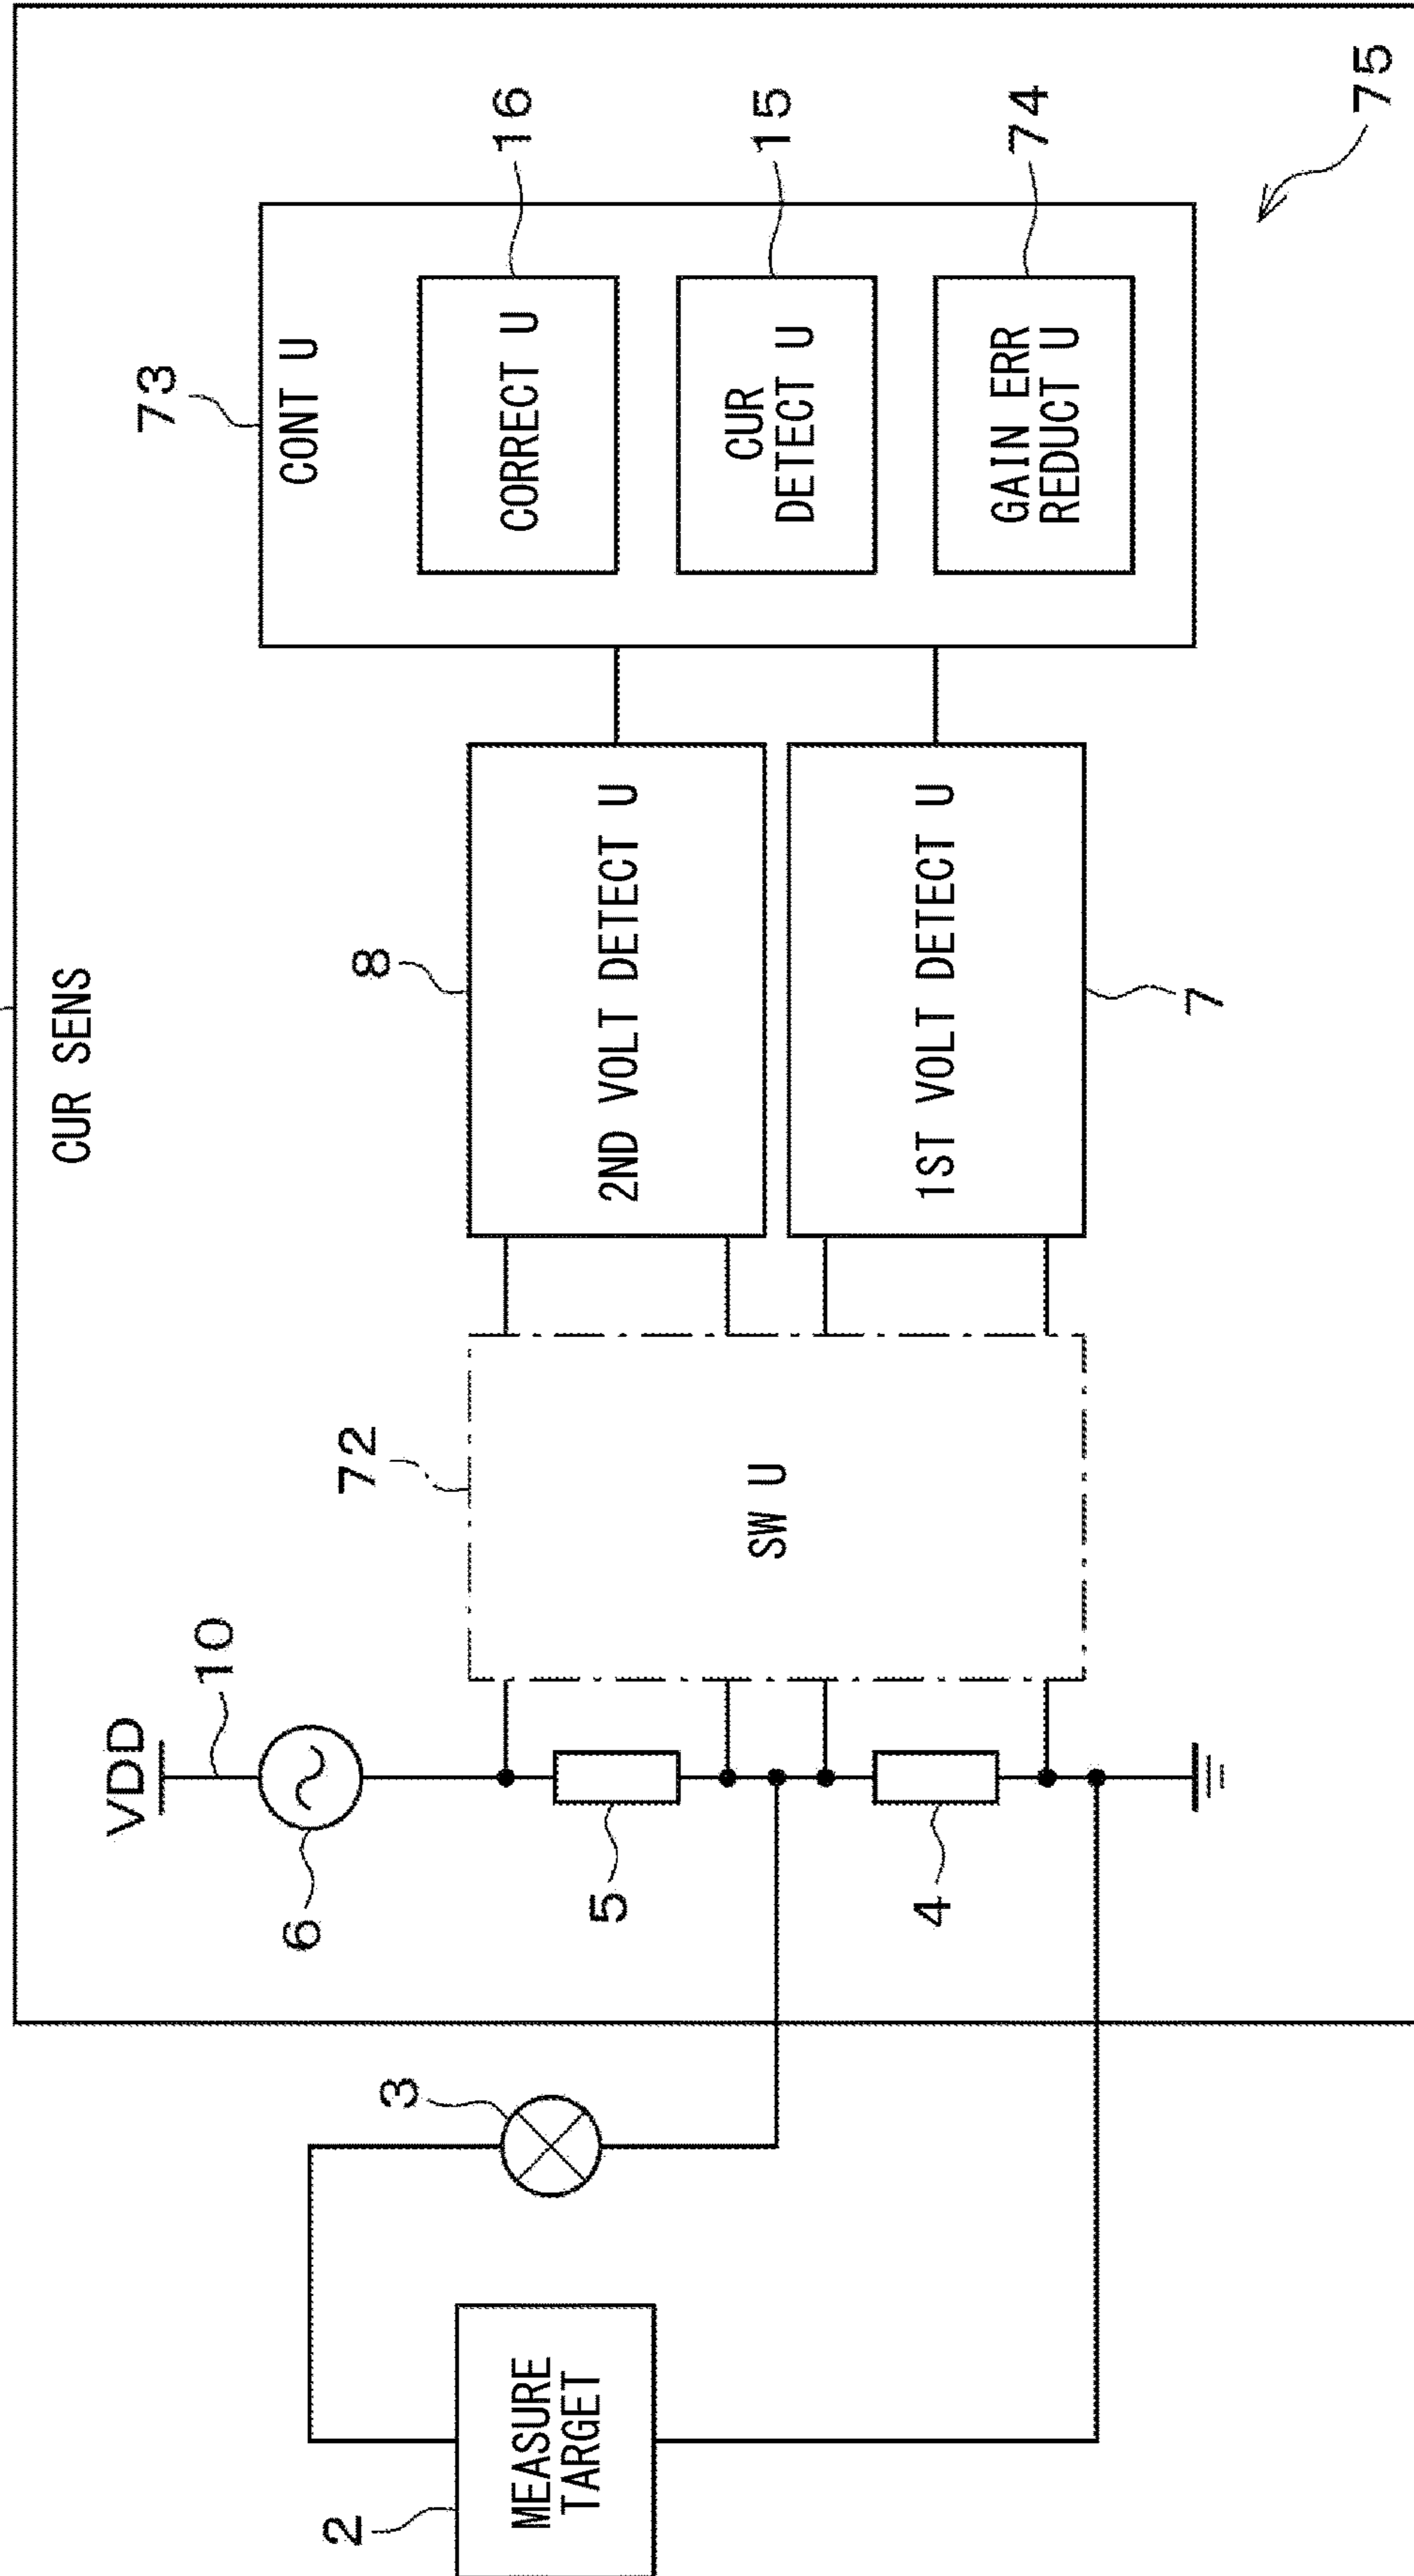 CUR SENS
VDD
10
6
5
4
3
2
MEASURE
TARGET
72
SW U
8
2ND VOLT DETECT U
1ST VOLT DETECT U
7
73
CONT U
16
CORRECT U
15
CUR
DETECT U
74
GAIN ERR
REDUCT U
75